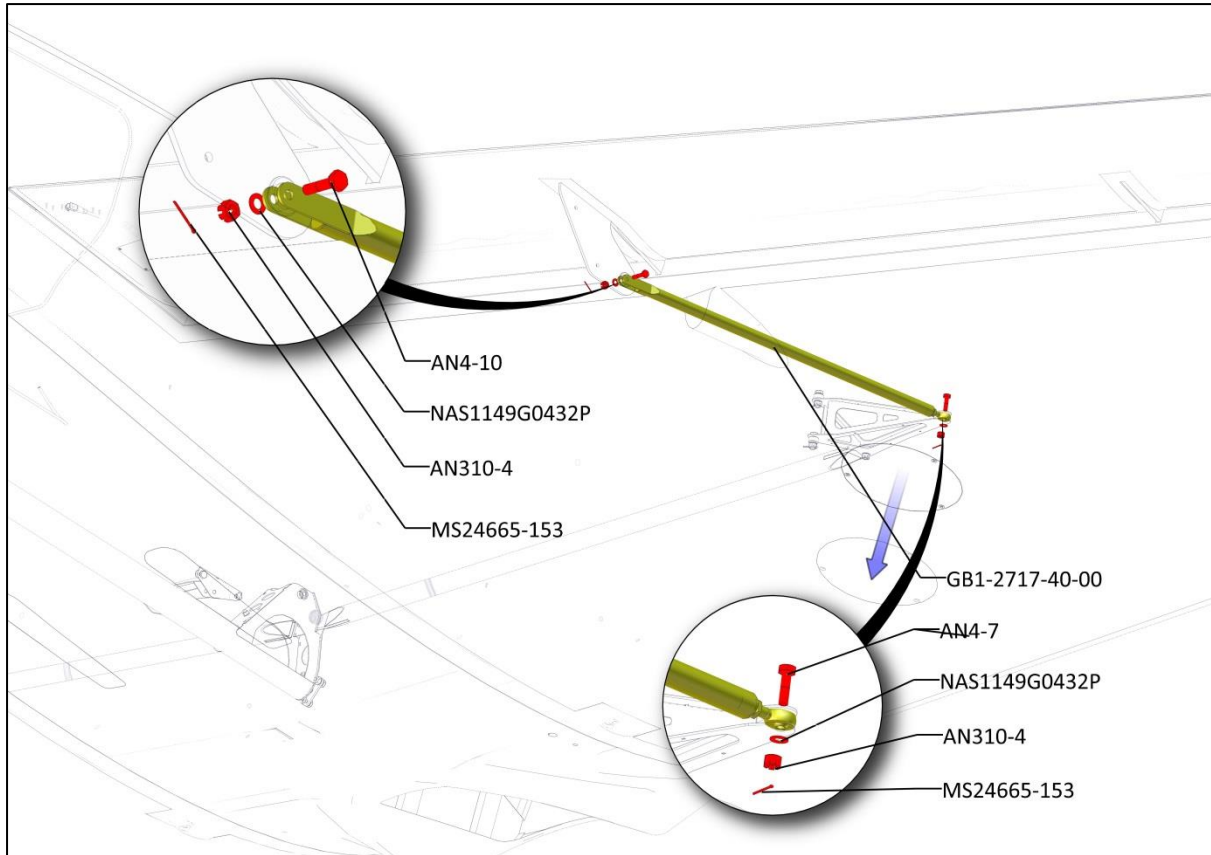 AN4-10
NAS1149G0432P
AN310-4
MS24665-153
GB1-2717-40-00
AN4-7
NAS1149G0432P
AN310-4
MS24665-153